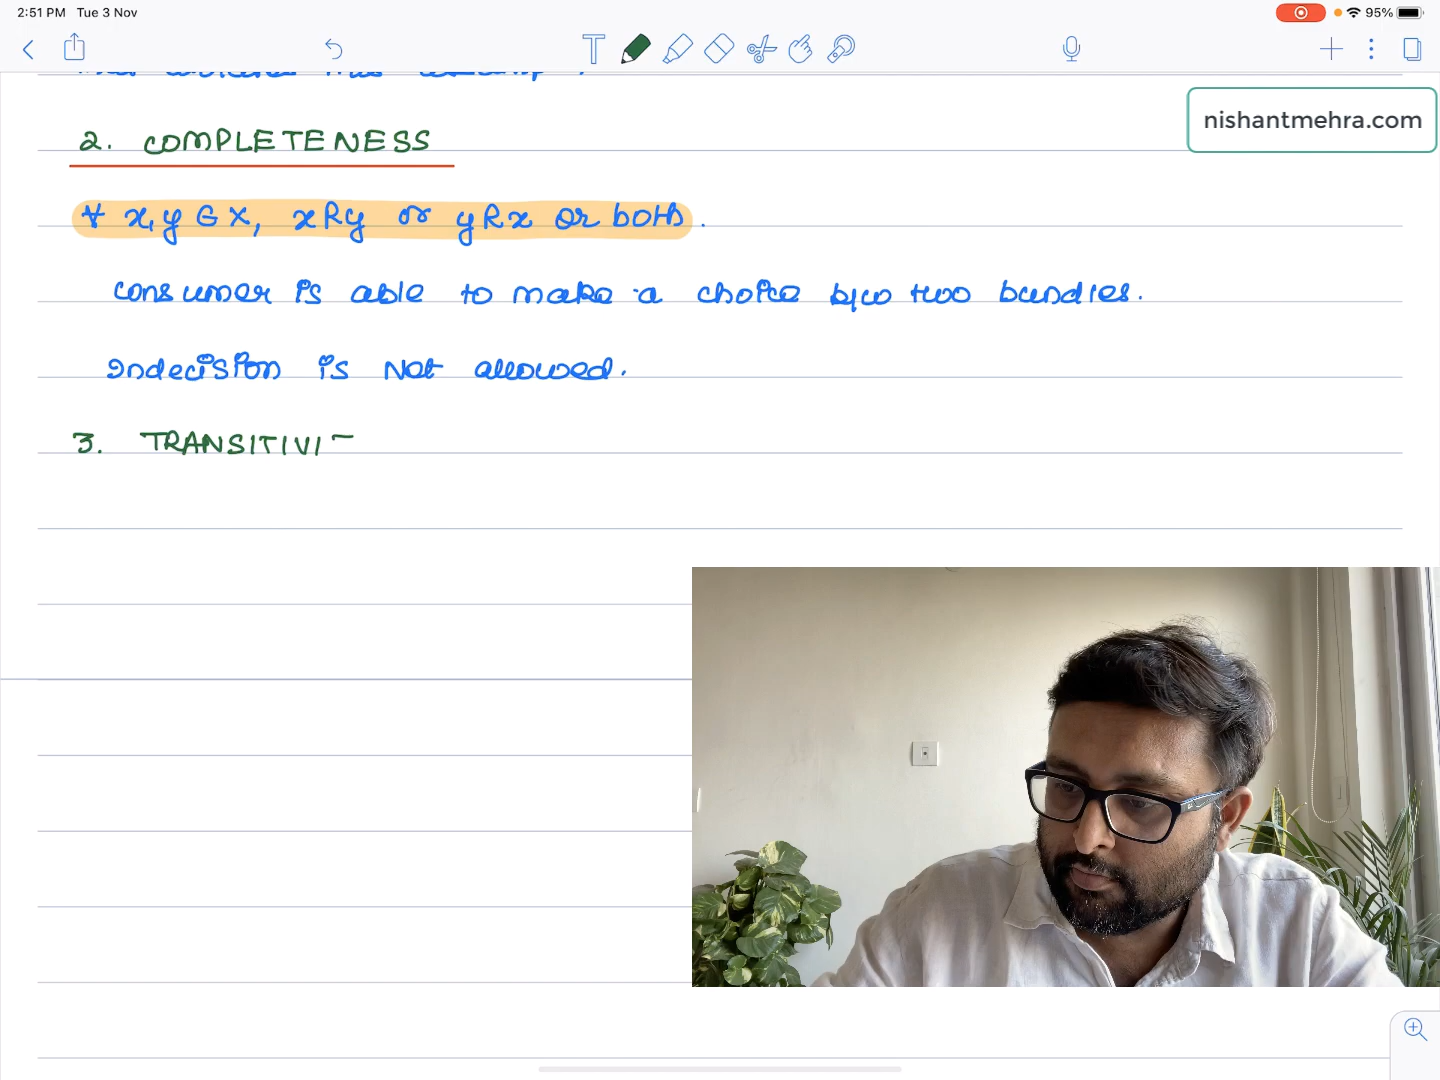 2:51 PM Tue 3 Nov
95%
nishantmehra.com
2. COMPLETENESS
∀ x, y ∈ X, xRy or yRx or both.
consumer is able to make a choice b/w two bundles.
Indecision is Not allowed.
3. TRANSITIVI